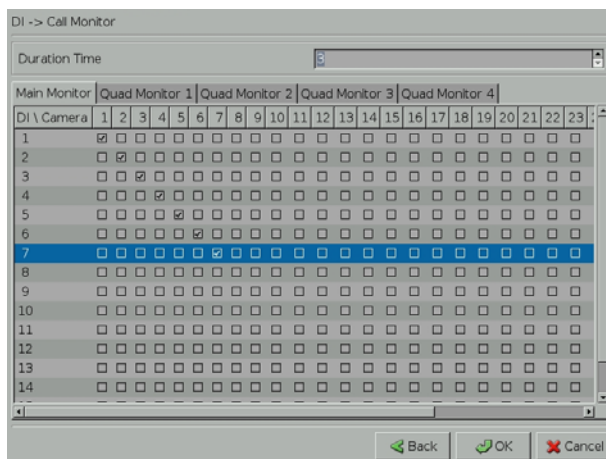 DI -> Call Monitor
Duration Time 3
Main Monitor Quad Monitor 1 Quad Monitor 2 Quad Monitor 3 Quad Monitor 4
DI \ Camera 1 2 3 4 5 6 7 8 9 10 11 12 13 14 15 16 17 18 19 20 21 22 23
1
2
3
4
5
6
7
8
9
10
11
12
13
14
Back OK Cancel